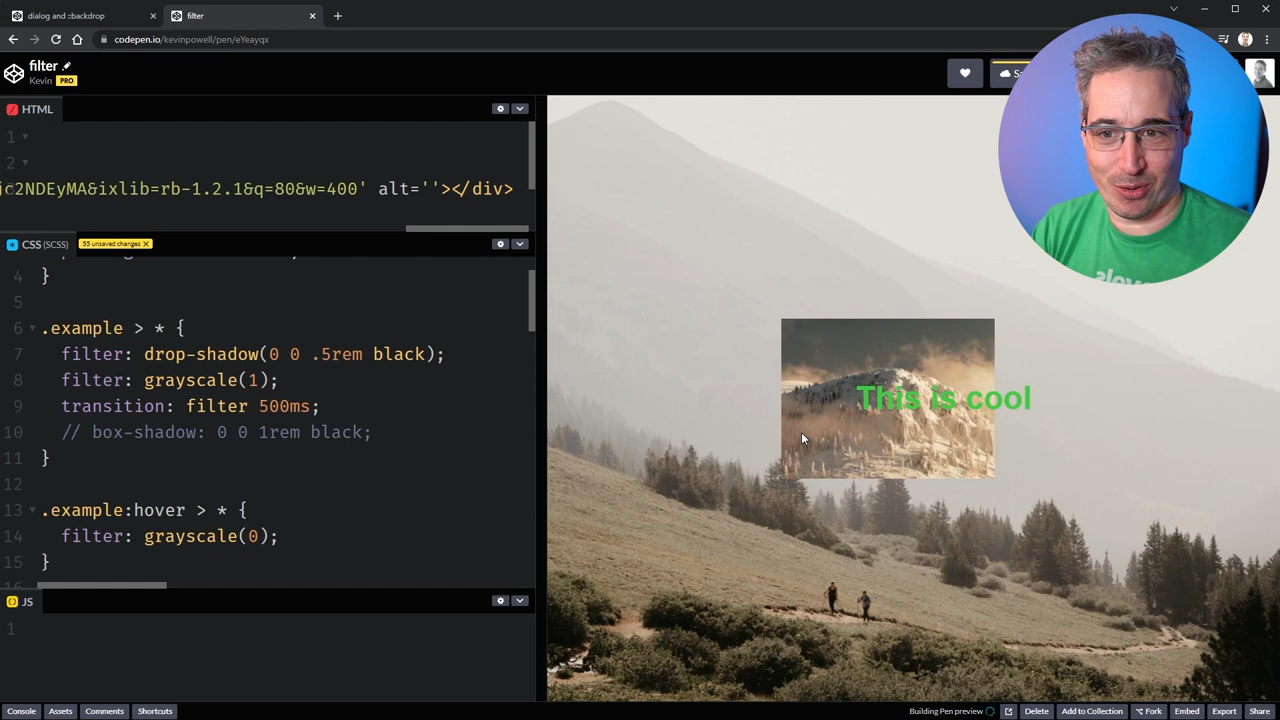 dialog and ::backdrop
filter
codepen.io/kevinpowell/pen/eYeayqx
filter
Kevin PRO
HTML
1
2
jc2NDEyMA&ixlib=rb-1.2.1&q=80&w=400' alt=''></div>
CSS (SCSS) 55 unsaved changes X
4 }
5
6 .example > * {
7 filter: drop-shadow(0 0 .5rem black);
8 filter: grayscale(1);
9 transition: filter 500ms;
10 // box-shadow: 0 0 1rem black;
11 }
12
13 .example:hover > * {
14 filter: grayscale(0);
15 }
JS
1
This is cool
Console Assets Comments Shortcuts
Building Pen preview Delete Add to Collection Fork Embed Export Share